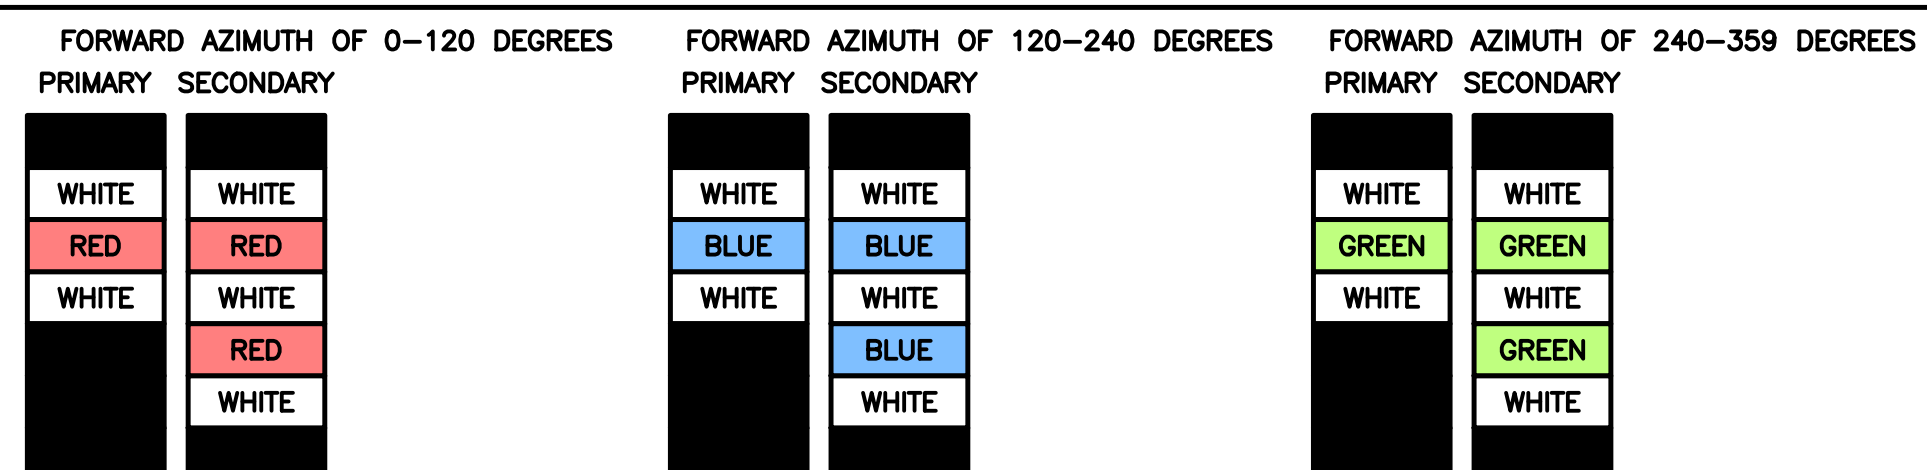 FORWARD AZIMUTH OF 0-120 DEGREES
PRIMARY SECONDARY
WHITE WHITE
RED RED
WHITE WHITE
RED
WHITE
FORWARD AZIMUTH OF 120-240 DEGREES
PRIMARY SECONDARY
WHITE WHITE
BLUE BLUE
WHITE WHITE
BLUE
WHITE
FORWARD AZIMUTH OF 240-359 DEGREES
PRIMARY SECONDARY
WHITE WHITE
GREEN GREEN
WHITE WHITE
GREEN
WHITE